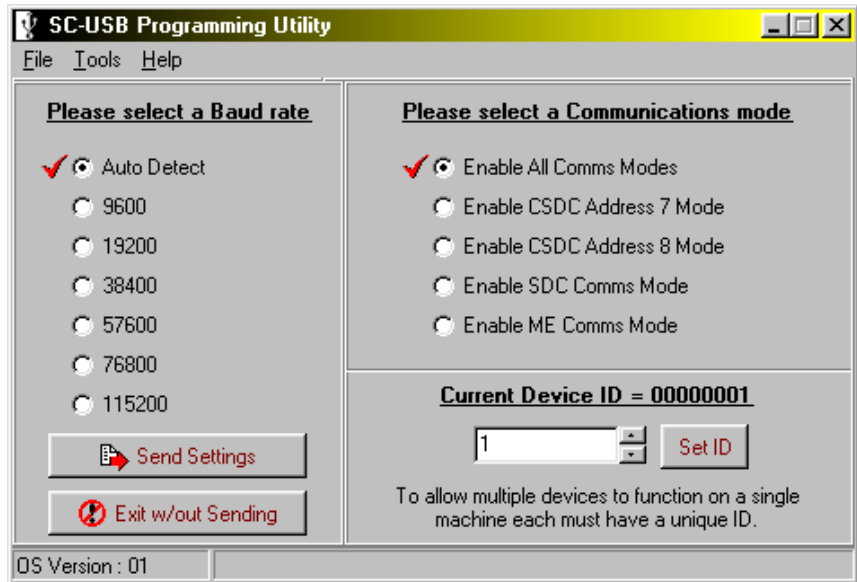 SC-USB Programming Utility
File Tools Help
Please select a Baud rate
Auto Detect
9600
19200
38400
57600
76800
115200
Send Settings
Exit w/out Sending
Please select a Communications mode
Enable All Comms Modes
Enable CSDC Address 7 Mode
Enable CSDC Address 8 Mode
Enable SDC Comms Mode
Enable ME Comms Mode
Current Device ID = 00000001
1
Set ID
To allow multiple devices to function on a single
machine each must have a unique ID.
OS Version : 01